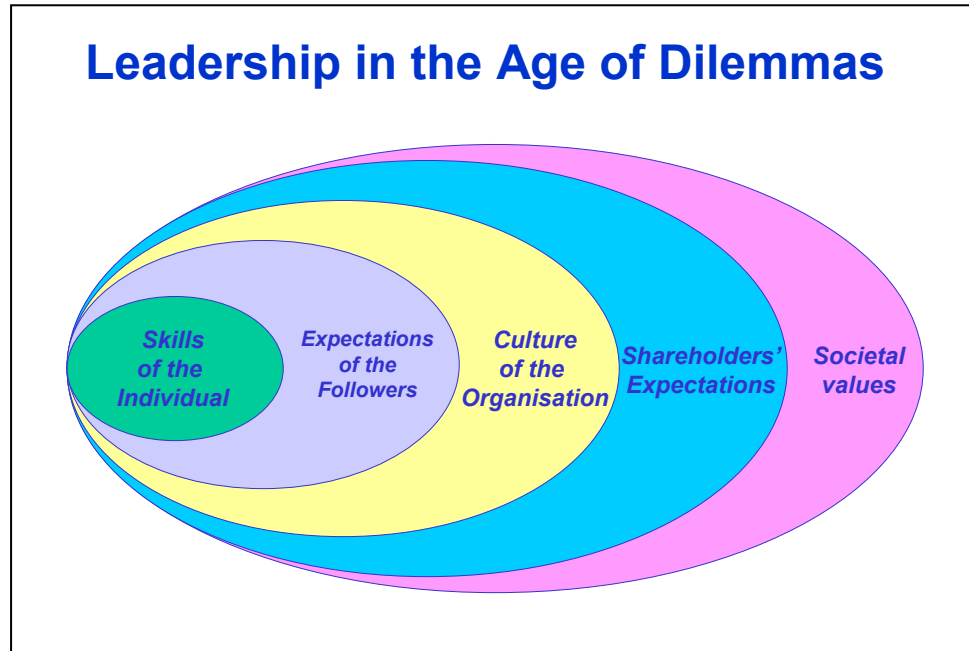 Leadership in the Age of Dilemmas
Skills
of the
Individual
Expectations
of the
Followers
Culture
of the
Organisation
Shareholders’
Expectations
Societal
values